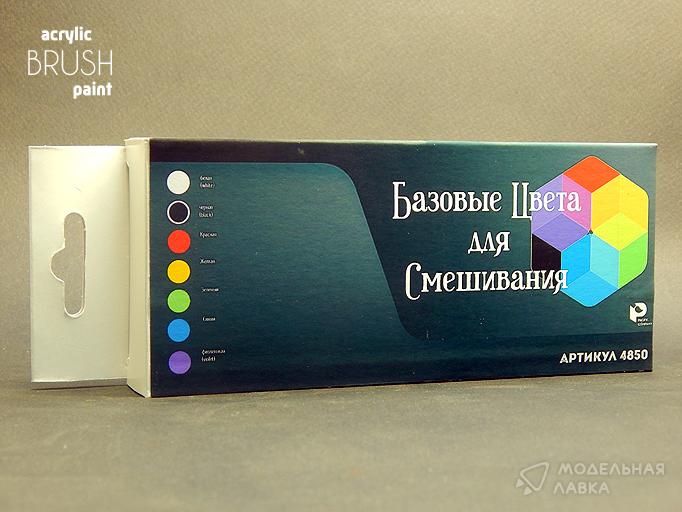 acrylic
BRUSH
paint
белая
(white)
черная
(black)
Красная
Желтая
Зеленая
Синяя
фиолетовая
(violet)
Базовые Цвета
для
Смешивания
АРТИКУЛ 4850
МОДЕЛЬНАЯ
ЛАВКА